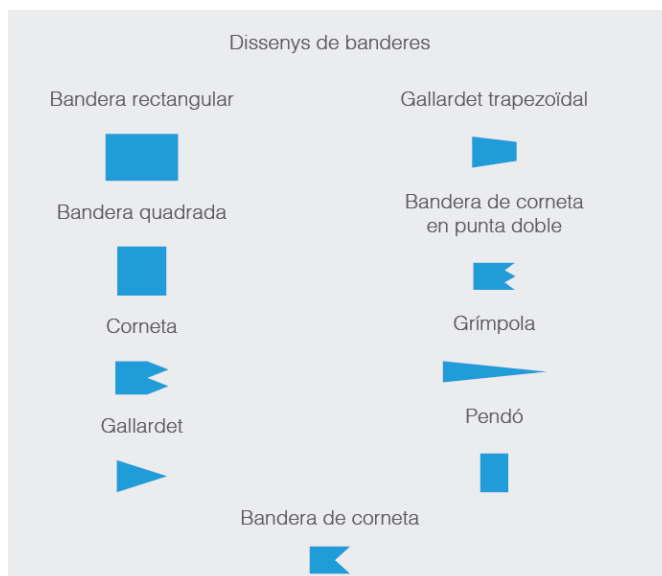 Dissenys de banderes
Bandera rectangular
Gallardet trapezoïdal
Bandera quadrada
Bandera de corneta
en punta doble
Corneta
Grímpola
Gallardet
Pendó
Bandera de corneta